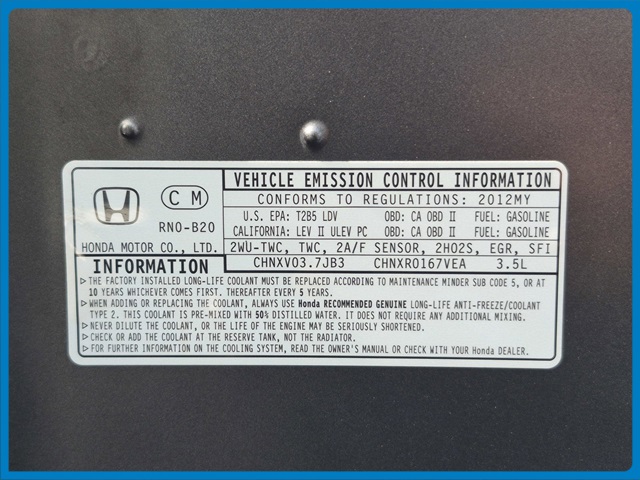 C M
RN0-B20
HONDA MOTOR CO., LTD.
VEHICLE EMISSION CONTROL INFORMATION
CONFORMS TO REGULATIONS: 2012MY
U.S. EPA: T2B5 LDV OBD: CA OBD II FUEL: GASOLINE
CALIFORNIA: LEV II ULEV PC OBD: CA OBD II FUEL: GASOLINE
2WU-TWC, TWC, 2A/F SENSOR, 2HO2S, EGR, SFI
CHNXV03.7JB3 CHNXR0167VEA 3.5L
INFORMATION
▷THE FACTORY INSTALLED LONG-LIFE COOLANT MUST BE REPLACED ACCORDING TO MAINTENANCE MINDER SUB CODE 5, OR AT
10 YEARS WHICHEVER COMES FIRST. THEREAFTER EVERY 5 YEARS.
▷WHEN ADDING OR REPLACING THE COOLANT, ALWAYS USE Honda RECOMMENDED GENUINE LONG-LIFE ANTI-FREEZE/COOLANT
TYPE 2. THIS COOLANT IS PRE-MIXED WITH 50% DISTILLED WATER. IT DOES NOT REQUIRE ANY ADDITIONAL MIXING.
▷NEVER DILUTE THE COOLANT, OR THE LIFE OF THE ENGINE MAY BE SERIOUSLY SHORTENED.
▷CHECK OR ADD THE COOLANT AT THE RESERVE TANK, NOT THE RADIATOR.
▷FOR FURTHER INFORMATION ON THE COOLING SYSTEM, READ THE OWNER'S MANUAL OR CHECK WITH YOUR Honda DEALER.